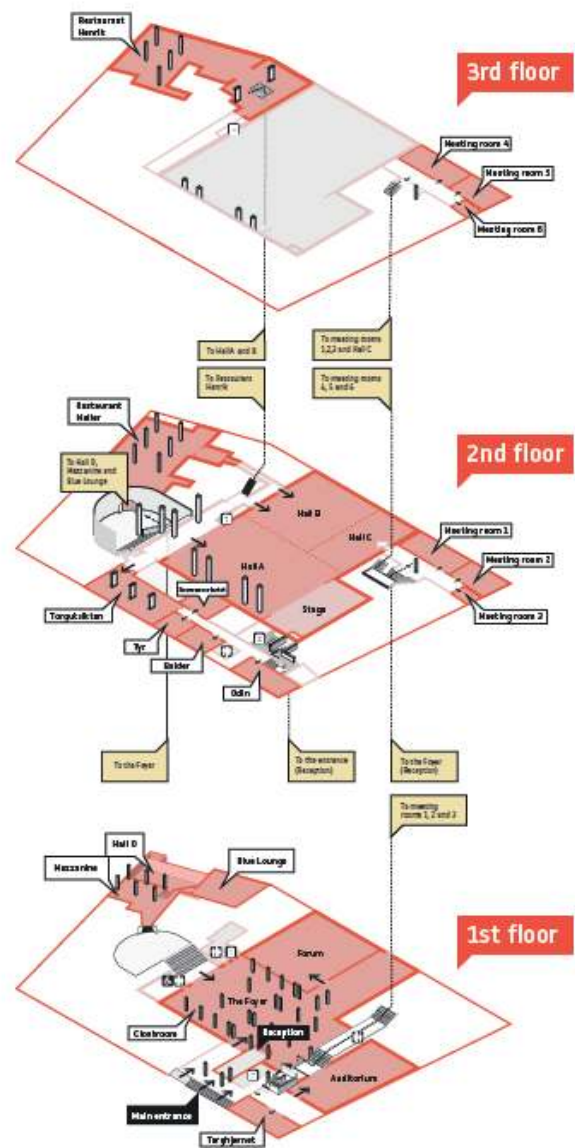 Restaurant
Henrik
3rd floor
Meeting room 4
Meeting room 5
Meeting room 6
To Hall A and B
To meeting rooms
1,2,3 and Hall C
To Restaurant
Henrik
To meeting rooms
4, 5 and 6
Restaurant
2nd floor
To Hall D,
Mezzanine and
Blue Lounge
Hall B
Hall C
Meeting room 1
Meeting room 2
Hall A
Stage
Torgutsikten
Meeting room 3
Tyr
Balder
Odin
To the Foyer
To the entrance
(Reception)
To the Foyer
(Reception)
To meeting
rooms 1, 2 and 3
Hall D
Mezzanine
Blue Lounge
1st floor
Forum
The Foyer
Cloakroom
Reception
Auditorium
Main entrance
Torghjørnet